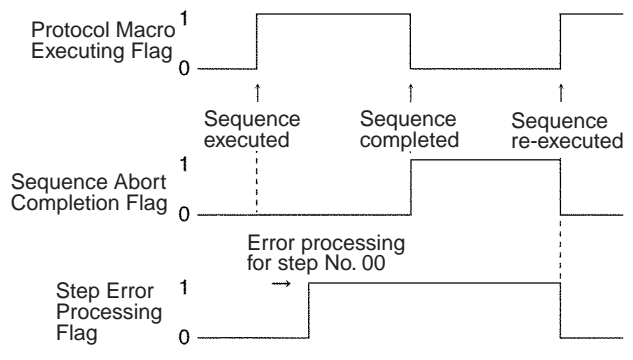 Protocol Macro
Executing Flag
1
0
Sequence
executed
Sequence
completed
Sequence
re-executed
Sequence Abort
Completion Flag
1
0
Error processing
for step No. 00
Step Error
Processing
Flag
1
0